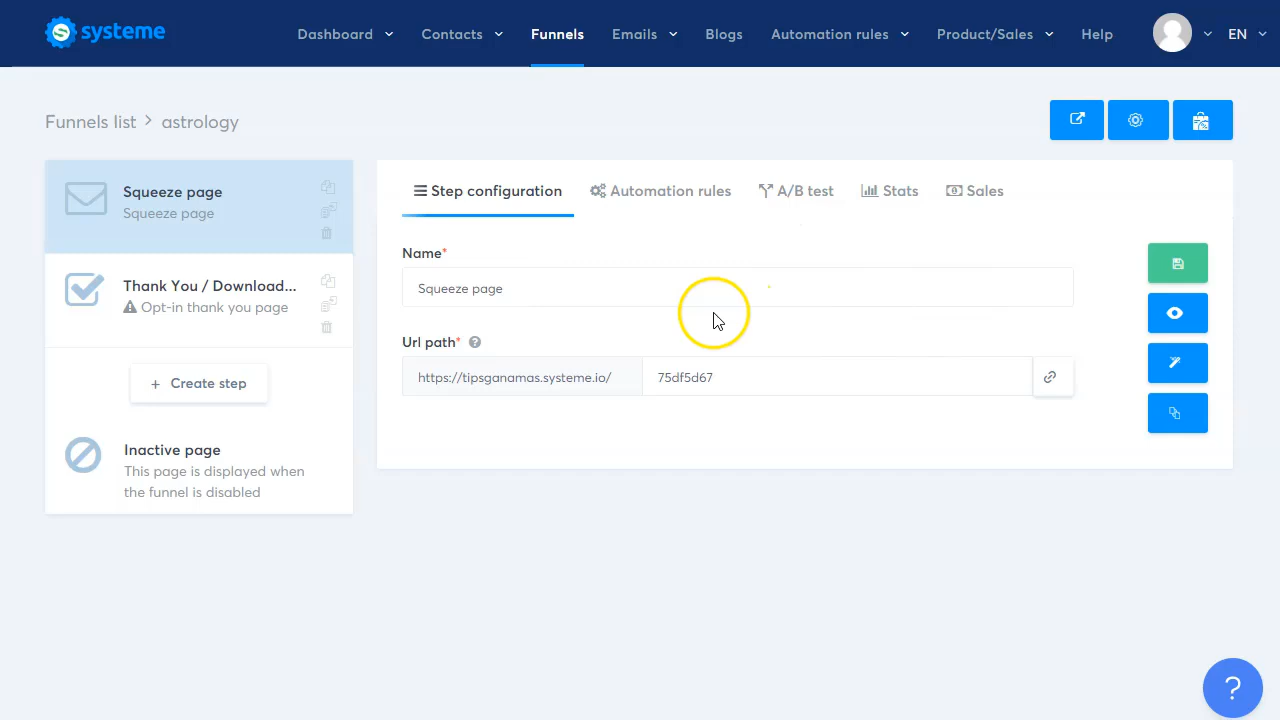 systeme
Dashboard Contacts Funnels Emails Blogs Automation rules Product/Sales Help EN
Funnels list > astrology
Squeeze page
Squeeze page
Thank You / Download...
Opt-in thank you page
+ Create step
Inactive page
This page is displayed when
the funnel is disabled
Step configuration Automation rules A/B test Stats Sales
Name*
Squeeze page
Url path* ?
https://tipsganamas.systeme.io/ 75df5d67
?